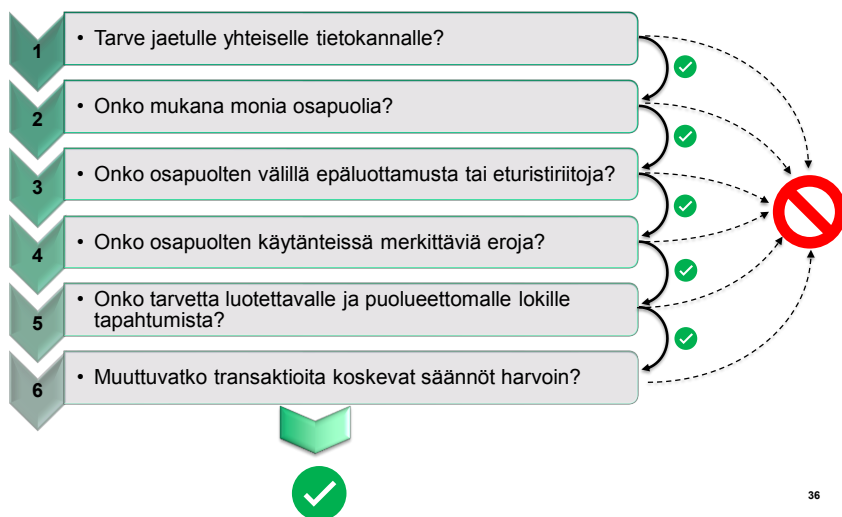 1
• Tarve jaetulle yhteiselle tietokannalle?
2
• Onko mukana monia osapuolia?
3
• Onko osapuolten välillä epäluottamusta tai eturistiriitoja?
4
• Onko osapuolten käytänteissä merkittäviä eroja?
5
• Onko tarvetta luotettavalle ja puolueettomalle lokille
tapahtumista?
6
• Muuttuvatko transaktioita koskevat säännöt harvoin?
36